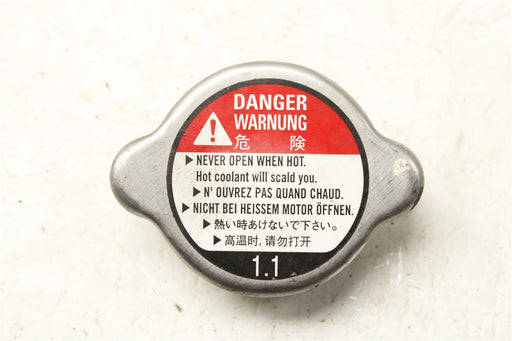 DANGER
WARNUNG
危 険
▶ NEVER OPEN WHEN HOT.
Hot coolant will scald you.
▶ N' OUVREZ PAS QUAND CHAUD.
▶ NICHT BEI HEISSEM MOTOR ÖFFNEN.
▶ 熱い時あけないで下さい。
▶ 高温时, 请勿打开
1.1